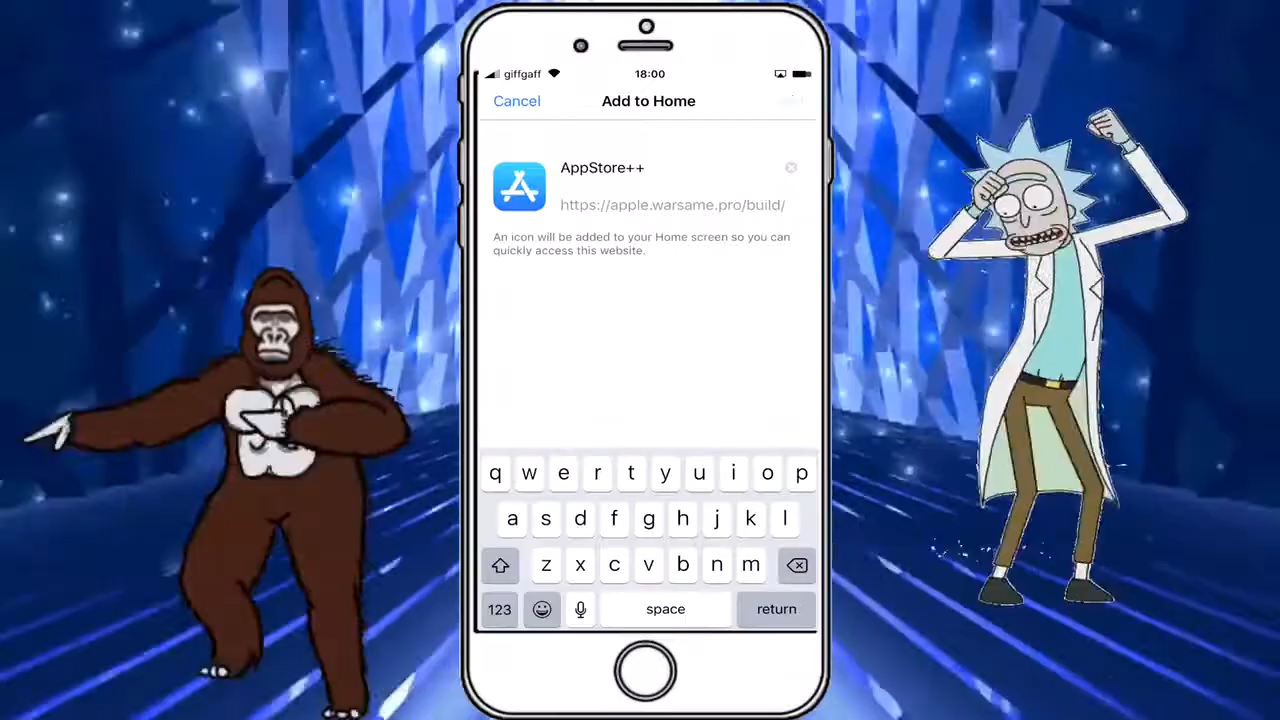 giffgaff 18:00
Cancel Add to Home
AppStore++
https://apple.warsame.pro/build/
An icon will be added to your Home screen so you can
quickly access this website.
q w e r t y u i o p
a s d f g h j k l
z x c v b n m
123 space return